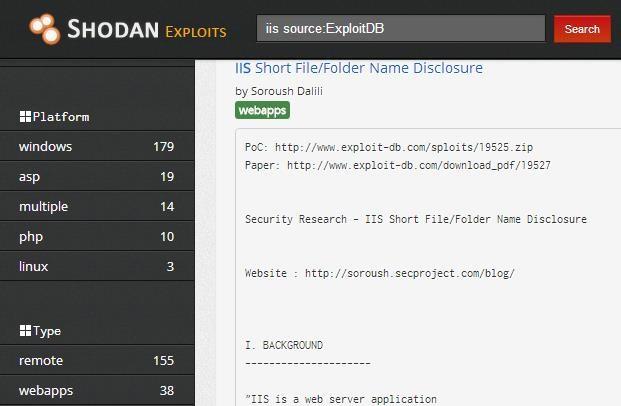 SHODAN EXPLOITS
iis source:ExploitDB
Search
Platform
windows 179
asp 19
multiple 14
php 10
linux 3
Type
remote 155
webapps 38
IIS Short File/Folder Name Disclosure
by Soroush Dalili
webapps
PoC: http://www.exploit-db.com/sploits/19525.zip
Paper: http://www.exploit-db.com/download_pdf/19527
Security Research - IIS Short File/Folder Name Disclosure
Website : http://soroush.secproject.com/blog/
I. BACKGROUND
---------------------
"IIS is a web server application